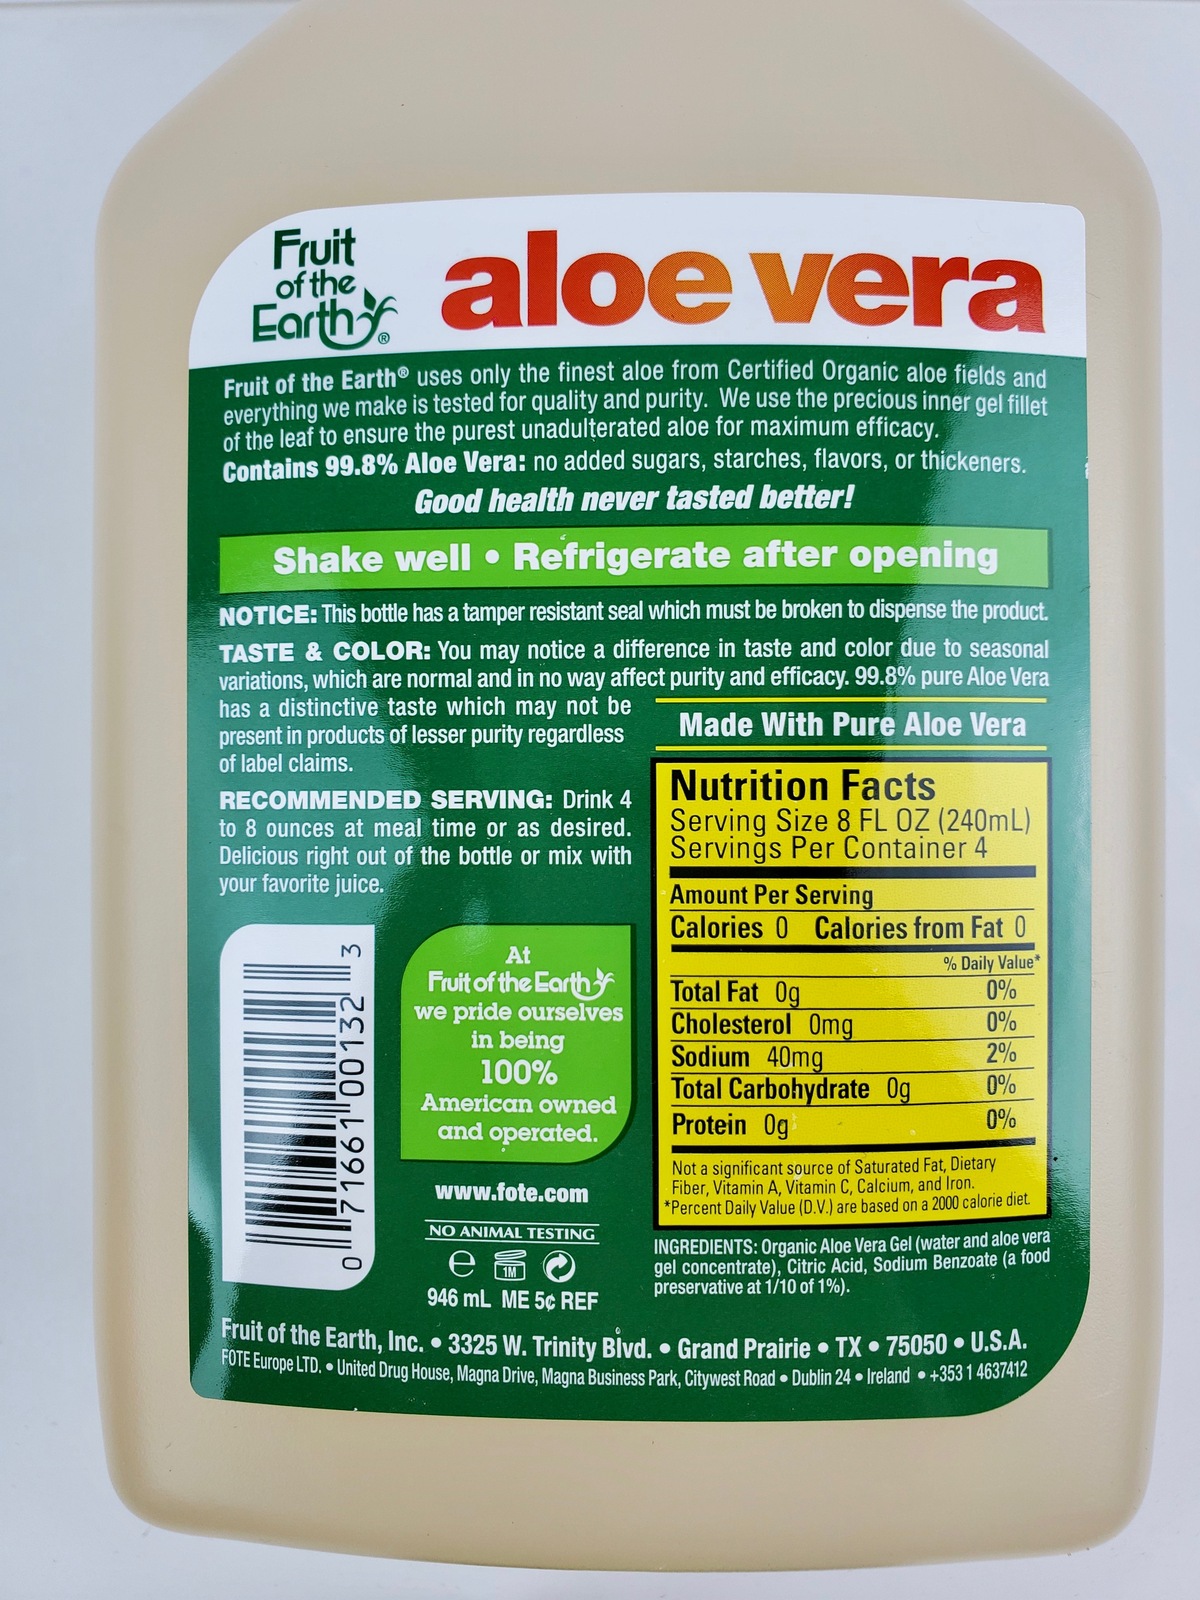 Fruit
of the
Earth®
aloe vera
Fruit of the Earth® uses only the finest aloe from Certified Organic aloe fields and
everything we make is tested for quality and purity. We use the precious inner gel fillet
of the leaf to ensure the purest unadulterated aloe for maximum efficacy.
Contains 99.8% Aloe Vera: no added sugars, starches, flavors, or thickeners.
Good health never tasted better!
Shake well • Refrigerate after opening
NOTICE: This bottle has a tamper resistant seal which must be broken to dispense the product.
TASTE & COLOR: You may notice a difference in taste and color due to seasonal
variations, which are normal and in no way affect purity and efficacy. 99.8% pure Aloe Vera
has a distinctive taste which may not be
present in products of lesser purity regardless
of label claims.
RECOMMENDED SERVING: Drink 4
to 8 ounces at meal time or as desired.
Delicious right out of the bottle or mix with
your favorite juice.
Made With Pure Aloe Vera
Nutrition Facts
Serving Size 8 FL OZ (240mL)
Servings Per Container 4
Amount Per Serving
Calories 0 Calories from Fat 0
% Daily Value*
Total Fat 0g 0%
Cholesterol 0mg 0%
Sodium 40mg 2%
Total Carbohydrate 0g 0%
Protein 0g 0%
Not a significant source of Saturated Fat, Dietary
Fiber, Vitamin A, Vitamin C, Calcium, and Iron.
*Percent Daily Value (D.V.) are based on a 2000 calorie diet.
INGREDIENTS: Organic Aloe Vera Gel (water and aloe vera
gel concentrate), Citric Acid, Sodium Benzoate (a food
preservative at 1/10 of 1%).
0 71661 00132 3
At
Fruit of the Earth
we pride ourselves
in being
100%
American owned
and operated.
www.fote.com
NO ANIMAL TESTING
e 1M
946 mL ME 5¢ REF
Fruit of the Earth, Inc. • 3325 W. Trinity Blvd. • Grand Prairie • TX • 75050 • U.S.A.
FOTE Europe LTD. • United Drug House, Magna Drive, Magna Business Park, Citywest Road • Dublin 24 • Ireland • +353 1 4637412